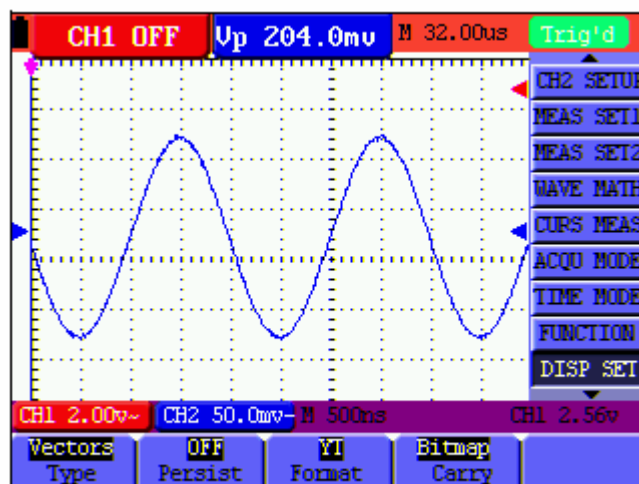 CH1 OFF Vp 204.0mv M 32.00us Trig'd
CH2 SETUP
MEAS SET1
MEAS SET2
WAVE MATH
CURS MEAS
ACQU MODE
TIME MODE
FUNCTION
DISP SET
CH1 2.00v~ CH2 50.0mv- M 500ns CH1 2.56v
Vectors OFF YT Bitmap
Type Persist Format Carry